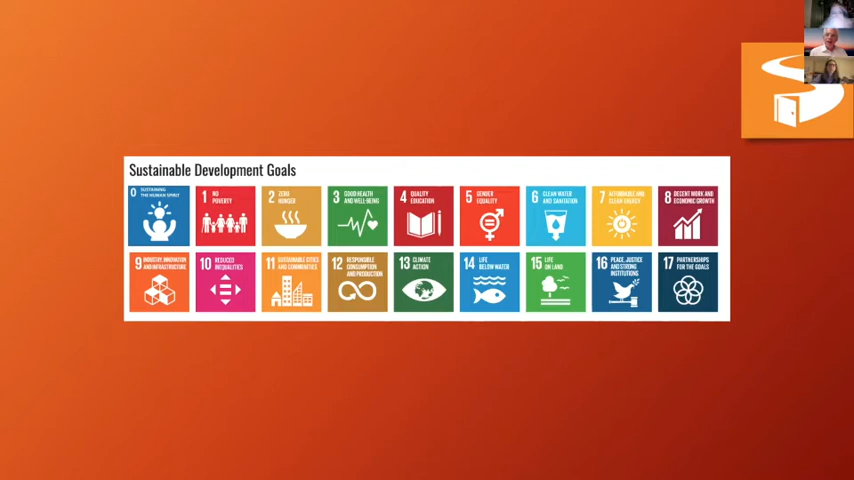 Sustainable Development Goals
0 SUSTAINING
THE HUMAN SPIRIT
1 NO
POVERTY
2 ZERO
HUNGER
3 GOOD HEALTH
AND WELL-BEING
4 QUALITY
EDUCATION
5 GENDER
EQUALITY
6 CLEAN WATER
AND SANITATION
7 AFFORDABLE AND
CLEAN ENERGY
8 DECENT WORK AND
ECONOMIC GROWTH
9 INDUSTRY, INNOVATION
AND INFRASTRUCTURE
10 REDUCED
INEQUALITIES
11 SUSTAINABLE CITIES
AND COMMUNITIES
12 RESPONSIBLE
CONSUMPTION
AND PRODUCTION
13 CLIMATE
ACTION
14 LIFE
BELOW WATER
15 LIFE
ON LAND
16 PEACE, JUSTICE
AND STRONG
INSTITUTIONS
17 PARTNERSHIPS
FOR THE GOALS